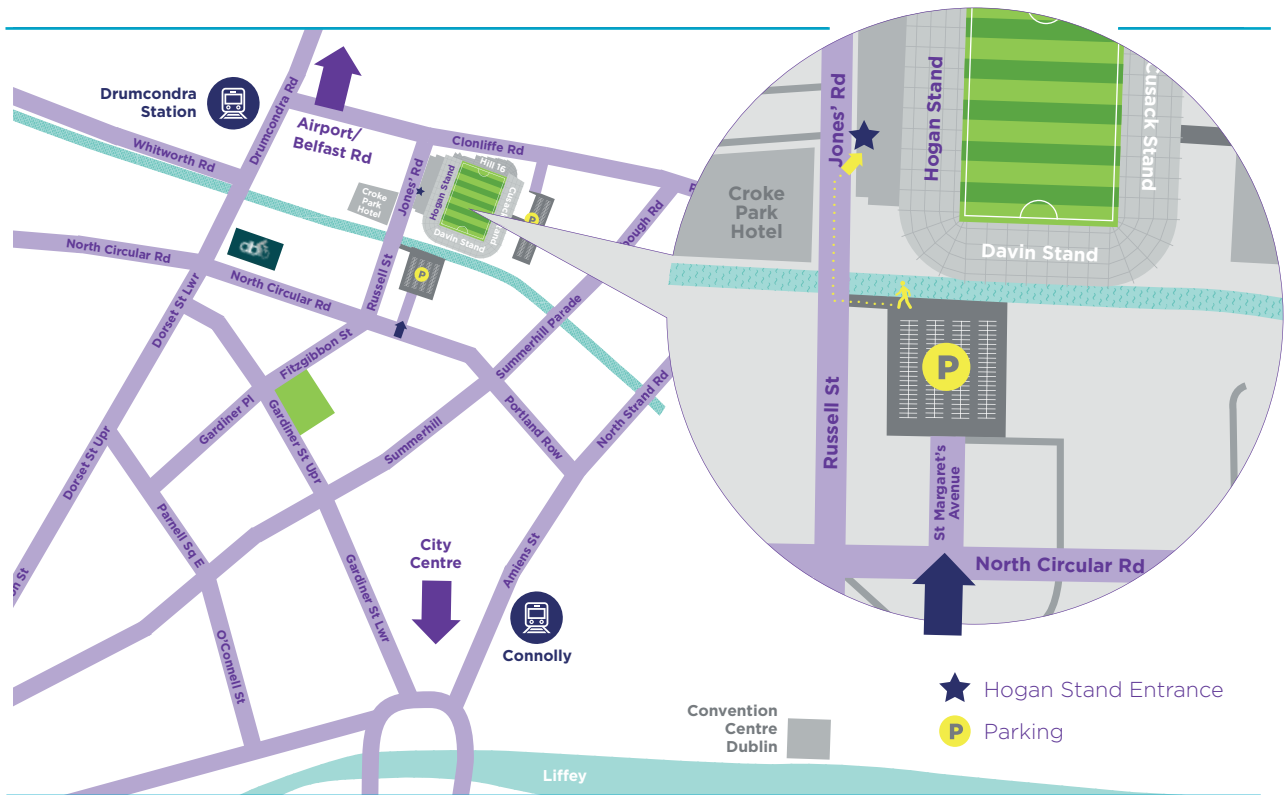 Drumcondra
Station
Drumcondra Rd
Airport/
Belfast Rd
Whitworth Rd
Clonliffe Rd
Jones' Rd
Hill 16
Hogan Stand
Cusack
Davin Stand
Croke
Park
Hotel
P
P
North Circular Rd
North Circular Rd
Russell St
Dorset St Lwr
Fitzgibbon St
Summerhill Parade
Gardiner Pl
Gardiner St Upr
Summerhill
Portland Row
North Strand Rd
Dorset St Upr
Parnell Sq E
City
Centre
Gardiner St Lwr
Amiens St
O'Connell St
Connolly
Convention
Centre
Dublin
Liffey
Jones' Rd
Hogan Stand
Cusack Stand
Croke
Park
Hotel
Davin Stand
P
Russell St
St Margaret's
Avenue
North Circular Rd
Hogan Stand Entrance
P
Parking